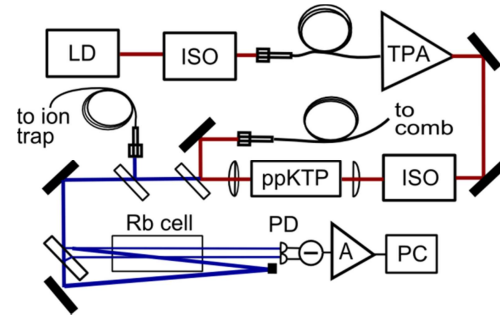 LD
ISO
TPA
to ion
trap
to
comb
ppKTP
ISO
Rb cell
PD
A
PC